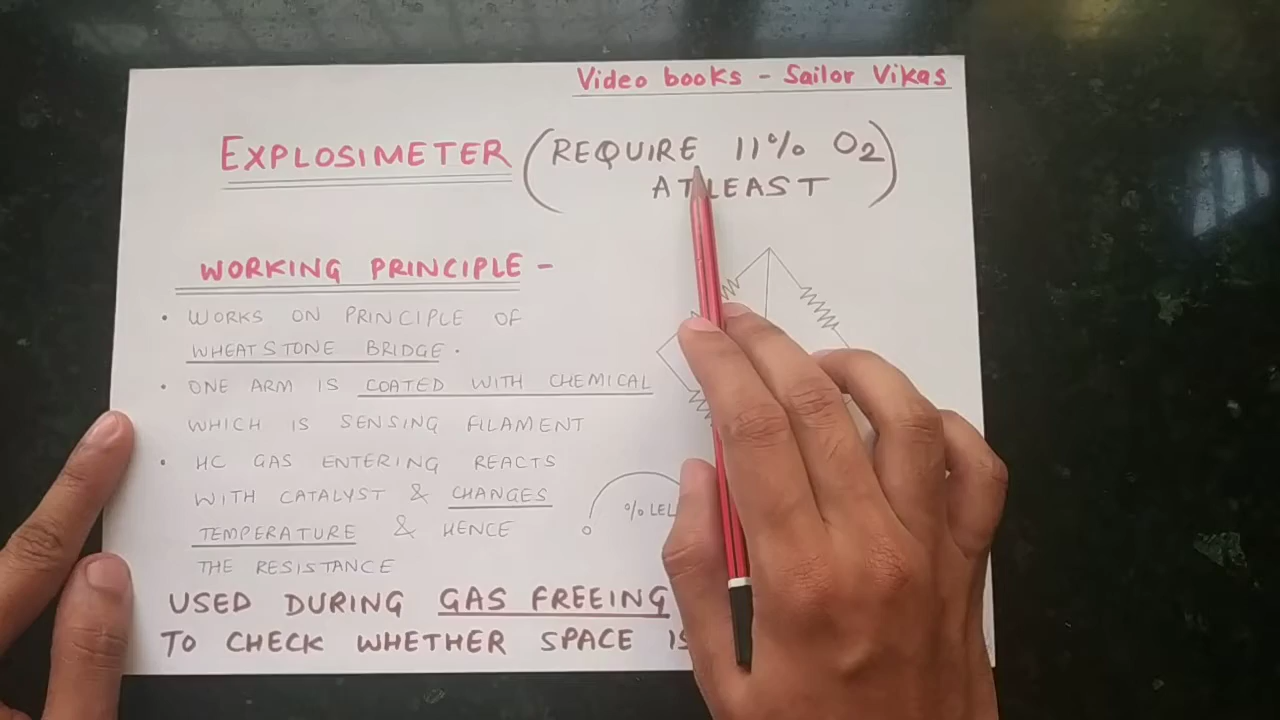 Video books - Sailor Vikas
EXPLOSIMETER (REQUIRE 11% O2
ATLEAST)
WORKING PRINCIPLE -
• WORKS ON PRINCIPLE OF
WHEATSTONE BRIDGE.
• ONE ARM IS COATED WITH CHEMICAL
WHICH IS SENSING FILAMENT
• HC GAS ENTERING REACTS
WITH CATALYST & CHANGES
TEMPERATURE & HENCE
THE RESISTANCE
% LEL
USED DURING GAS FREEING
TO CHECK WHETHER SPACE IS